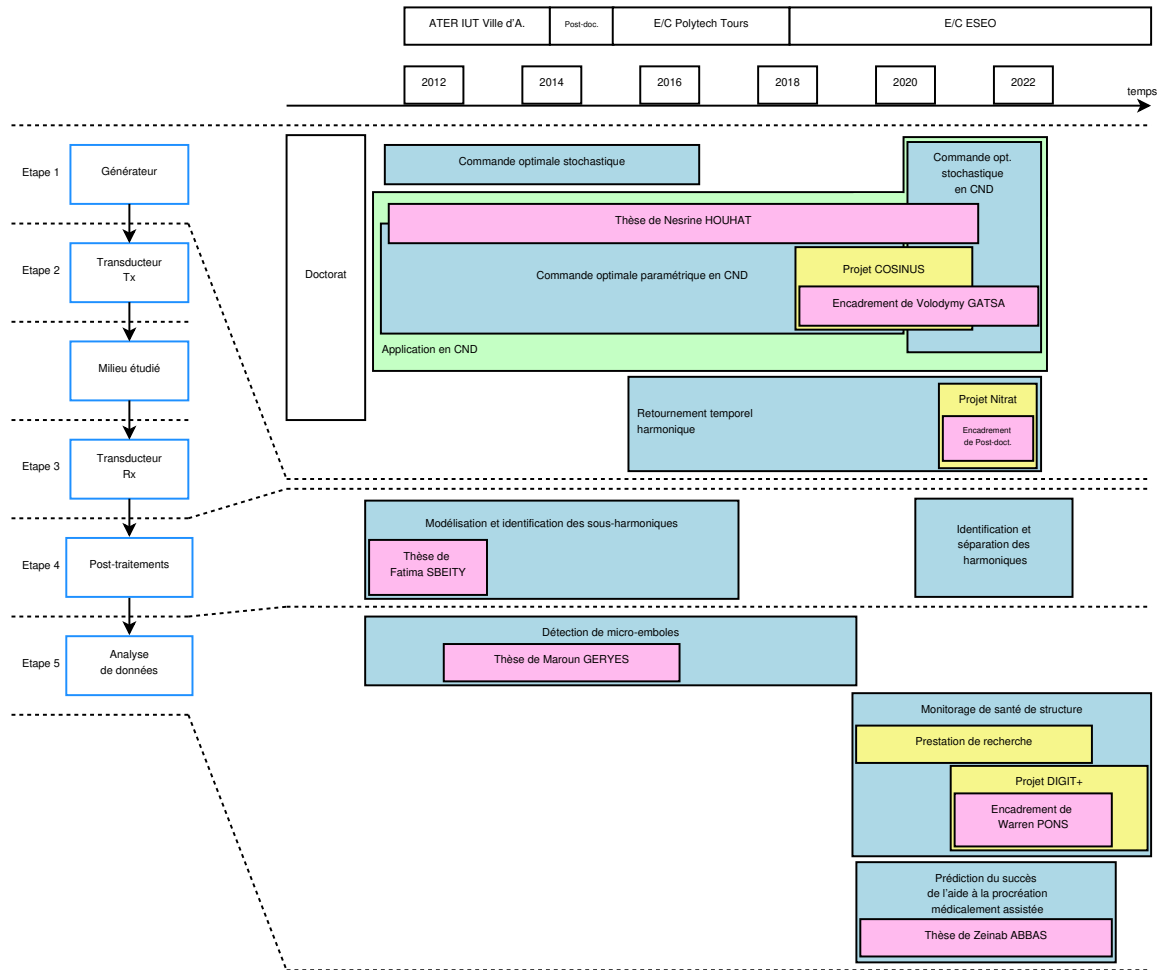 ATER IUT Ville d'A.
Post-doc.
E/C Polytech Tours
E/C ESEO
2012
2014
2016
2018
2020
2022
temps
Etape 1
Générateur
Etape 2
Transducteur
Tx
Milieu étudié
Etape 3
Transducteur
Rx
Etape 4
Post-traitements
Etape 5
Analyse
de données
Doctorat
Commande optimale stochastique
Commande opt.
stochastique
en CND
Thèse de Nesrine HOUHAT
Commande optimale paramétrique en CND
Projet COSINUS
Encadrement de Volodymy GATSA
Application en CND
Retournement temporel
harmonique
Projet Nitrat
Encadrement
de Post-doct.
Modélisation et identification des sous-harmoniques
Thèse de
Fatima SBEITY
Identification et
séparation des
harmoniques
Détection de micro-emboles
Thèse de Maroun GERYES
Monitorage de santé de structure
Prestation de recherche
Projet DIGIT+
Encadrement de
Warren PONS
Prédiction du succès
de l'aide à la procréation
médicalement assistée
Thèse de Zeinab ABBAS